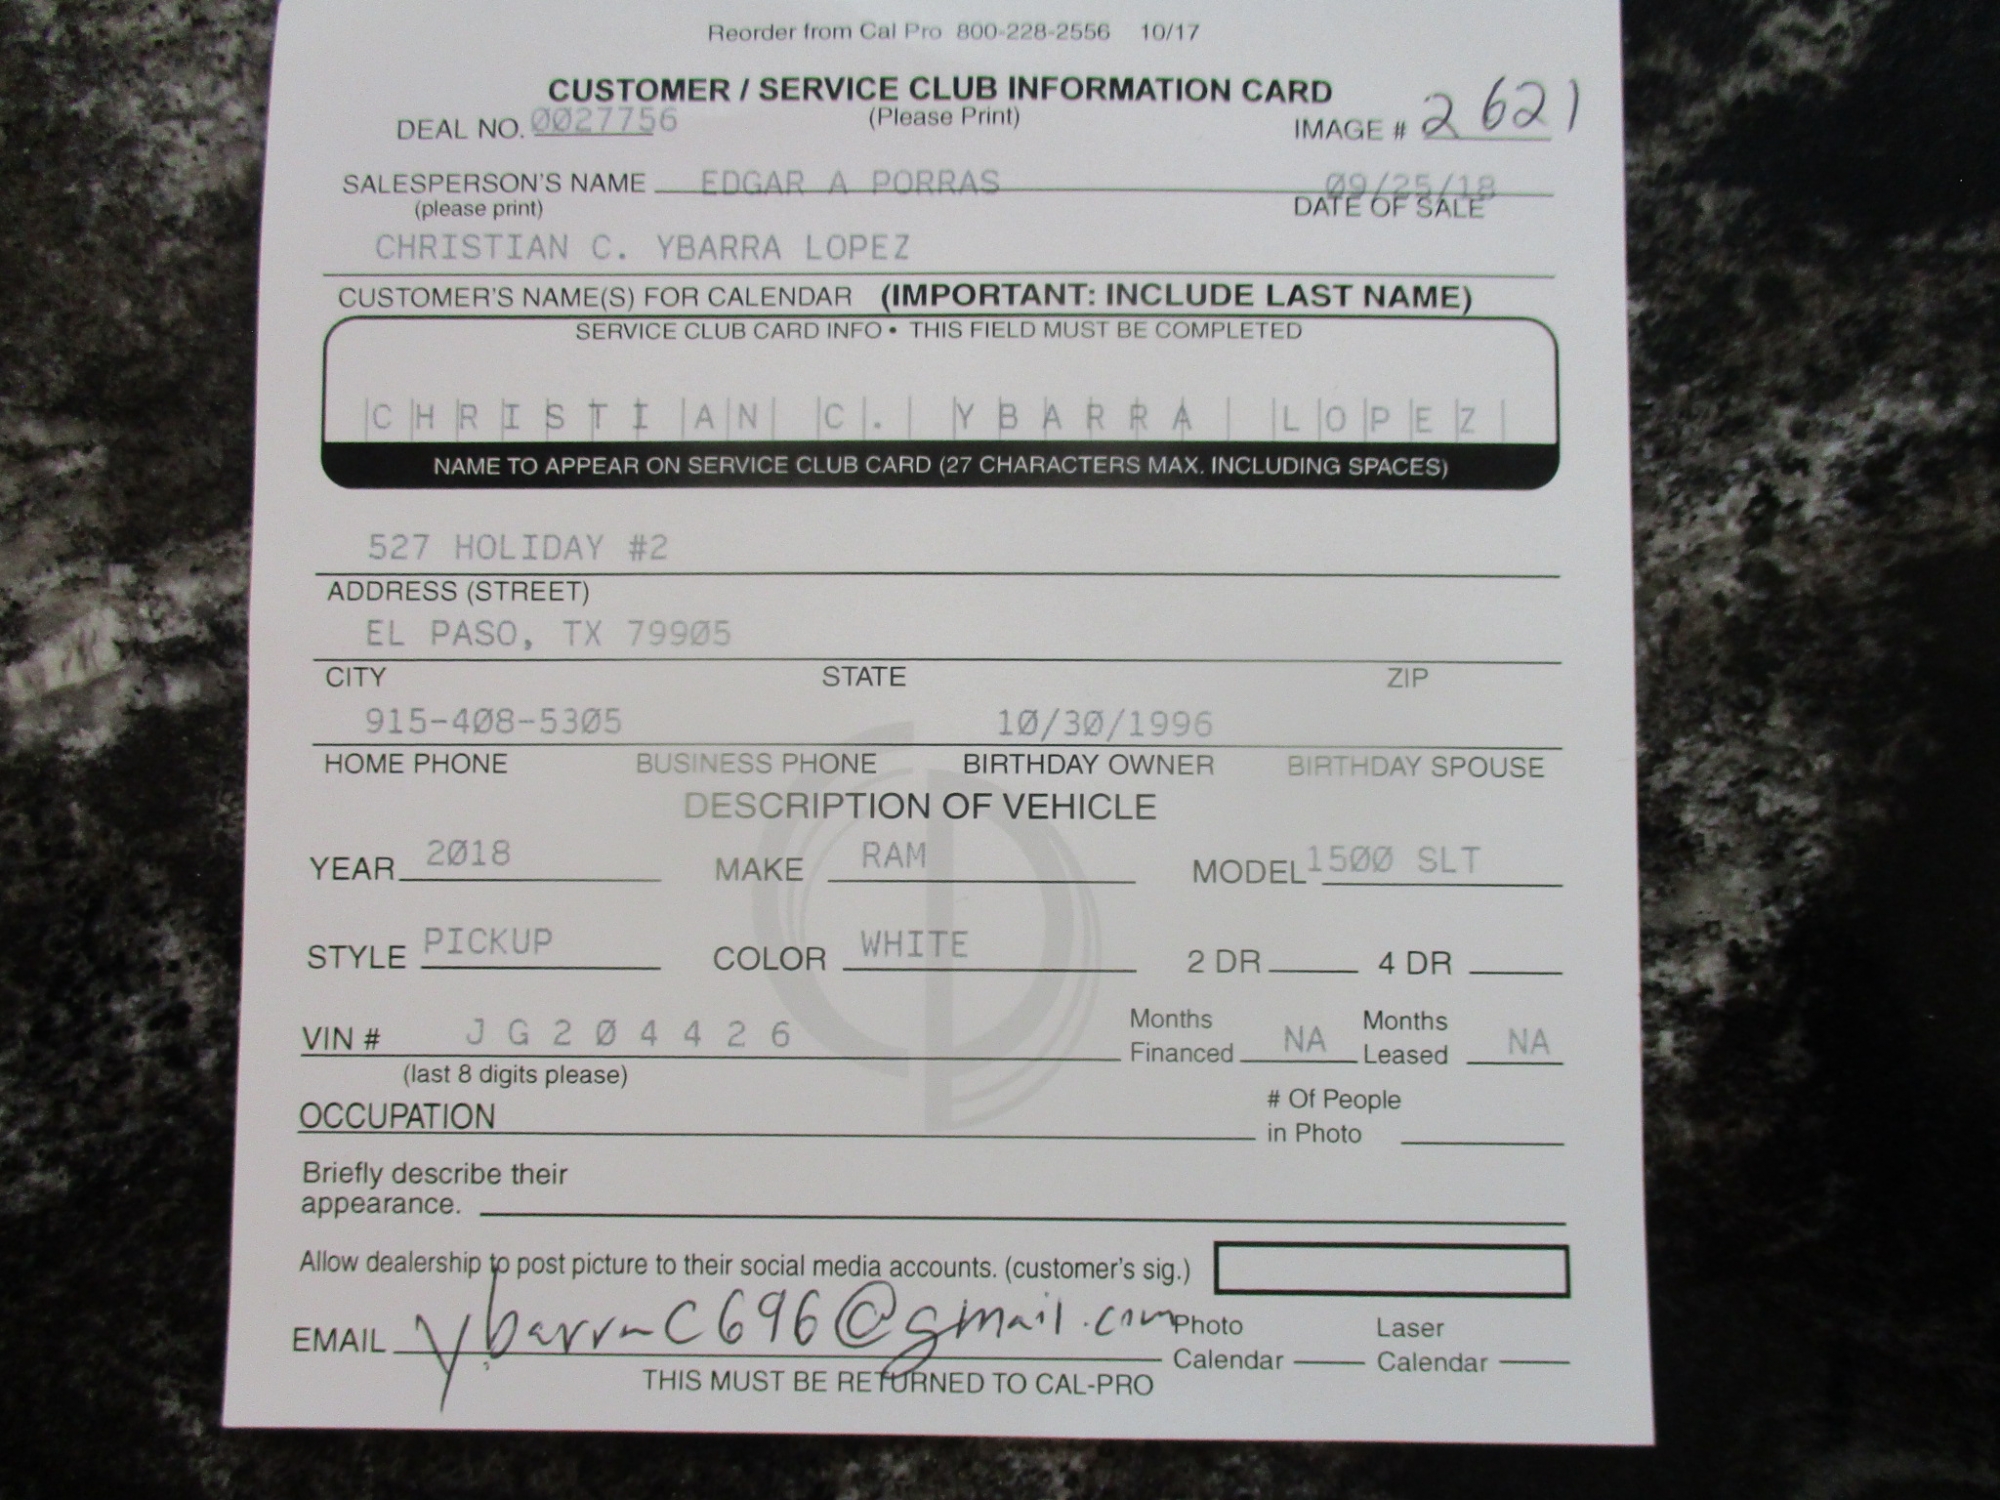 Reorder from Cal Pro 800-228-2556 10/17
CUSTOMER / SERVICE CLUB INFORMATION CARD
DEAL NO. 0027756 (Please Print) IMAGE # 2621
SALESPERSON'S NAME EDGAR A PORRAS 09/25/18
(please print) DATE OF SALE
CHRISTIAN C. YBARRA LOPEZ
CUSTOMER'S NAME(S) FOR CALENDAR (IMPORTANT: INCLUDE LAST NAME)
SERVICE CLUB CARD INFO • THIS FIELD MUST BE COMPLETED
CHRISTIAN C. YBARRA LOPEZ
NAME TO APPEAR ON SERVICE CLUB CARD (27 CHARACTERS MAX. INCLUDING SPACES)
527 HOLIDAY #2
ADDRESS (STREET)
EL PASO, TX 79905
CITY STATE ZIP
915-408-5305 10/30/1996
HOME PHONE BUSINESS PHONE BIRTHDAY OWNER BIRTHDAY SPOUSE
DESCRIPTION OF VEHICLE
YEAR 2018 MAKE RAM MODEL 1500 SLT
STYLE PICKUP COLOR WHITE 2 DR 4 DR
VIN # JG204426 Months Financed NA Months Leased NA
(last 8 digits please)
OCCUPATION # Of People in Photo
Briefly describe their
appearance.
Allow dealership to post picture to their social media accounts. (customer's sig.)
EMAIL ybarraC696@gmail.com Photo Calendar Laser Calendar
THIS MUST BE RETURNED TO CAL-PRO